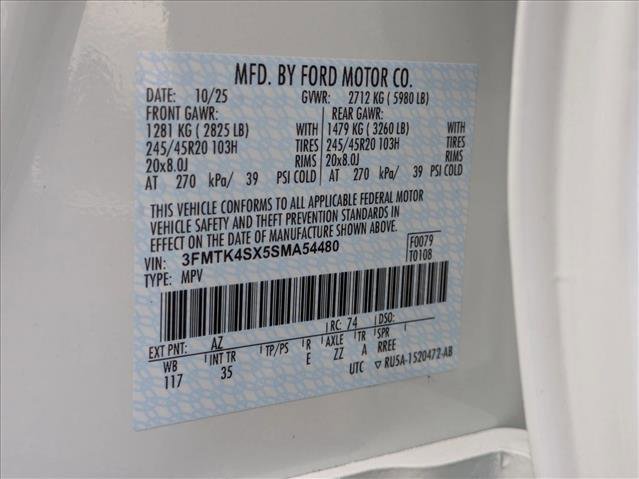 MFD. BY FORD MOTOR CO.
DATE: 10/25 GVWR: 2712 KG ( 5980 LB)
FRONT GAWR: REAR GAWR:
1281 KG ( 2825 LB) WITH 1479 KG ( 3260 LB) WITH
245/45R20 103H TIRES 245/45R20 103H TIRES
20x8.0J RIMS 20x8.0J RIMS
AT 270 kPa/ 39 PSI COLD AT 270 kPa/ 39 PSI COLD
THIS VEHICLE CONFORMS TO ALL APPLICABLE FEDERAL MOTOR
VEHICLE SAFETY AND THEFT PREVENTION STANDARDS IN
EFFECT ON THE DATE OF MANUFACTURE SHOWN ABOVE.
VIN: 3FMTK4SX5SMA54480 F0079
TYPE: MPV T0108
EXT PNT: AZ RC: 74 DSO:
WB INT TR TP/PS R AXLE TR SPR
117 35 E ZZ A RREE
UTC ▽ RU5A-1520472-AB